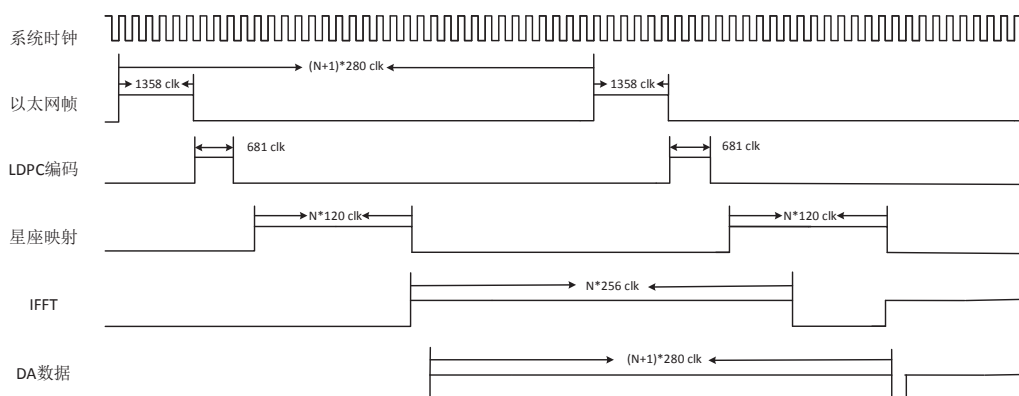 系统时钟
(N+1)*280 clk
1358 clk
1358 clk
以太网帧
681 clk
681 clk
LDPC编码
N*120 clk
N*120 clk
星座映射
N*256 clk
IFFT
(N+1)*280 clk
DA数据